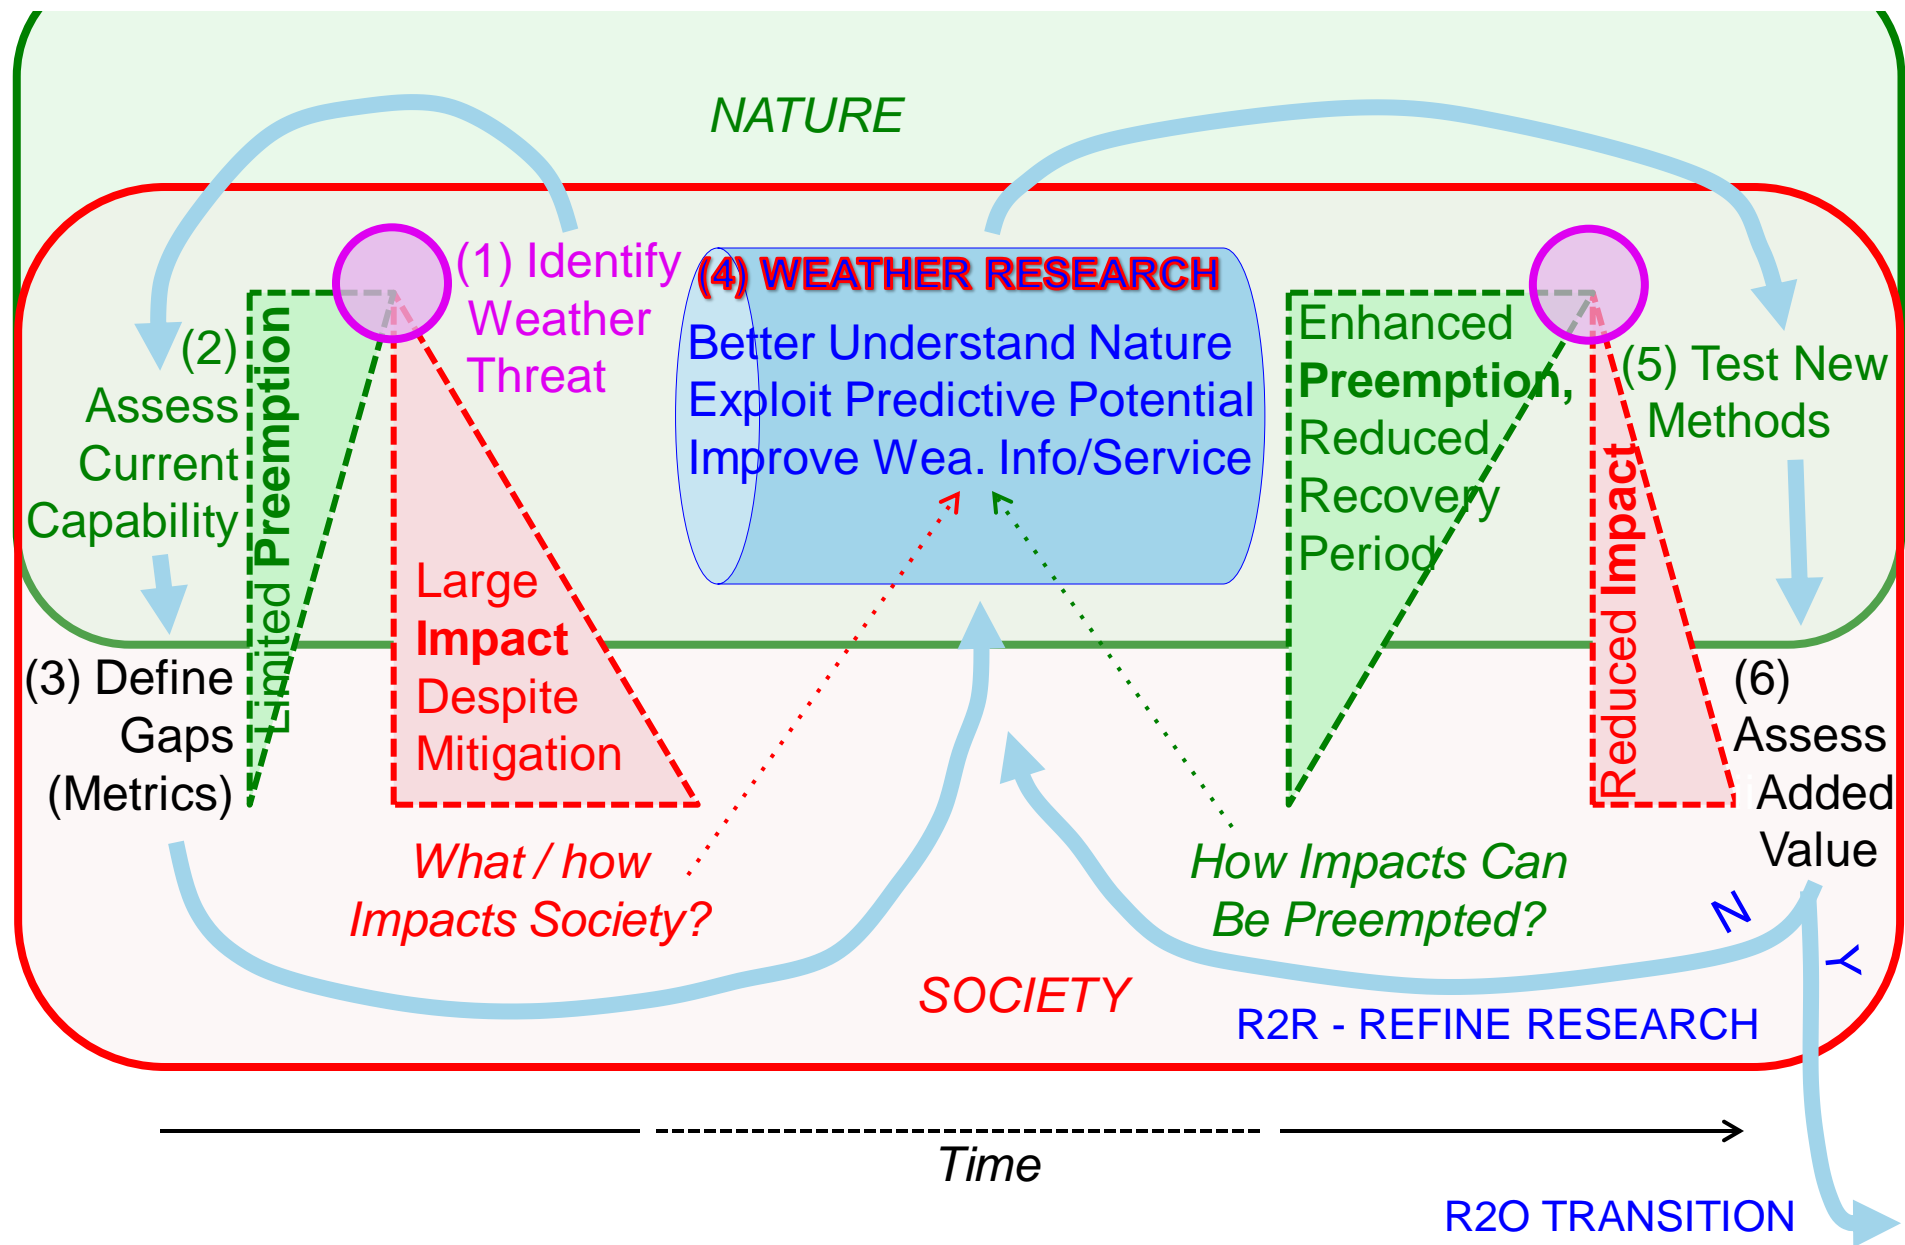 NATURE
(1) Identify
Weather
Threat
(2)
Assess
Current
Capability
Limited Preemption
(3) Define
Gaps
(Metrics)
Large
Impact
Despite
Mitigation
What / how
Impacts Society?
(4) WEATHER RESEARCH
Better Understand Nature
Exploit Predictive Potential
Improve Wea. Info/Service
Enhanced
Preemption,
Reduced
Recovery
Period
Reduced Impact
(5) Test New
Methods
(6)
Assess
Added
Value
How Impacts Can
Be Preempted?
N
Y
SOCIETY
R2R - REFINE RESEARCH
Time
R2O TRANSITION